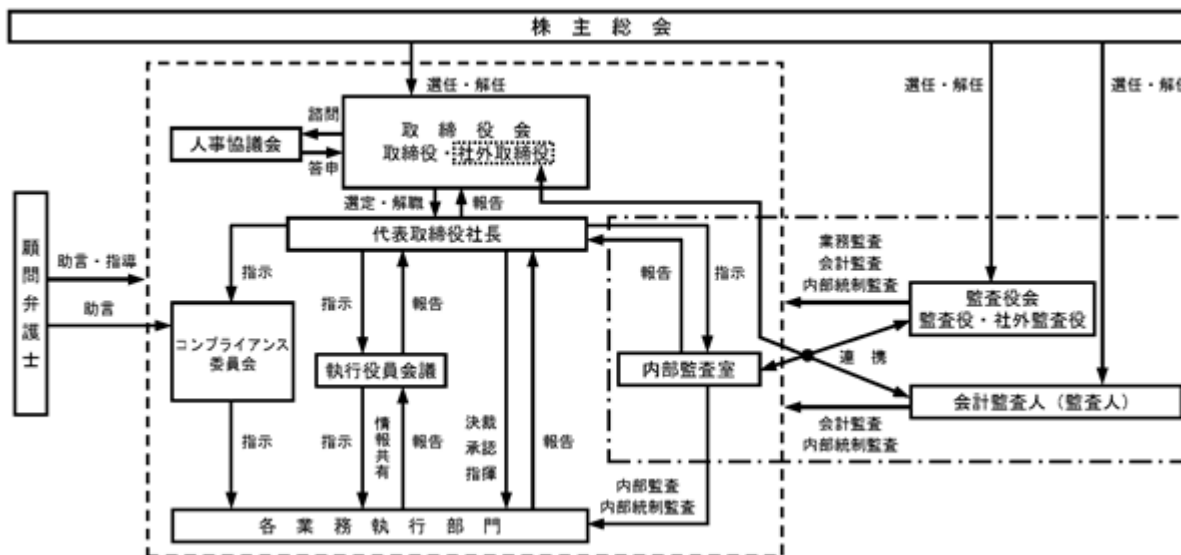 株主総会
選任・解任
選任・解任
選任・解任
諮問
人事協議会
答申
取締役会
取締役・社外取締役
選定・解職
報告
代表取締役社長
顧問弁護士
助言・指導
助言
指示
コンプライアンス
委員会
指示
指示
報告
執行役員会議
指示
情報共有
報告
決裁
承認
指揮
報告
報告
指示
内部監査室
内部監査
内部統制監査
各業務執行部門
業務監査
会計監査
内部統制監査
監査役会
監査役・社外監査役
連携
会計監査人（監査人）
会計監査
内部統制監査